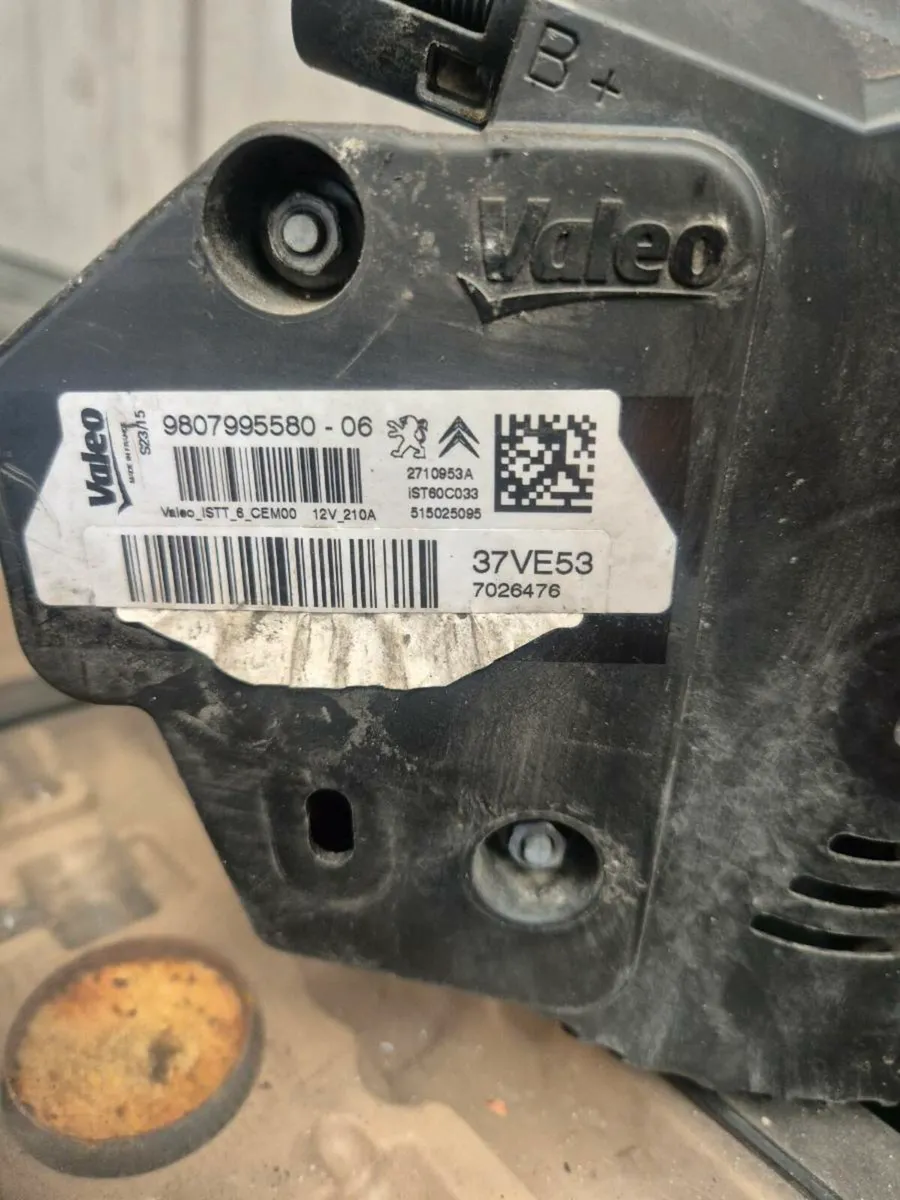 B+
Valeo
Valeo
MADE IN FRANCE
S23/15
9807995580 - 06
2710953A
iST60C033
Valeo_iSTT_6_CEM00 12V_210A
515025095
37VE53
7026476